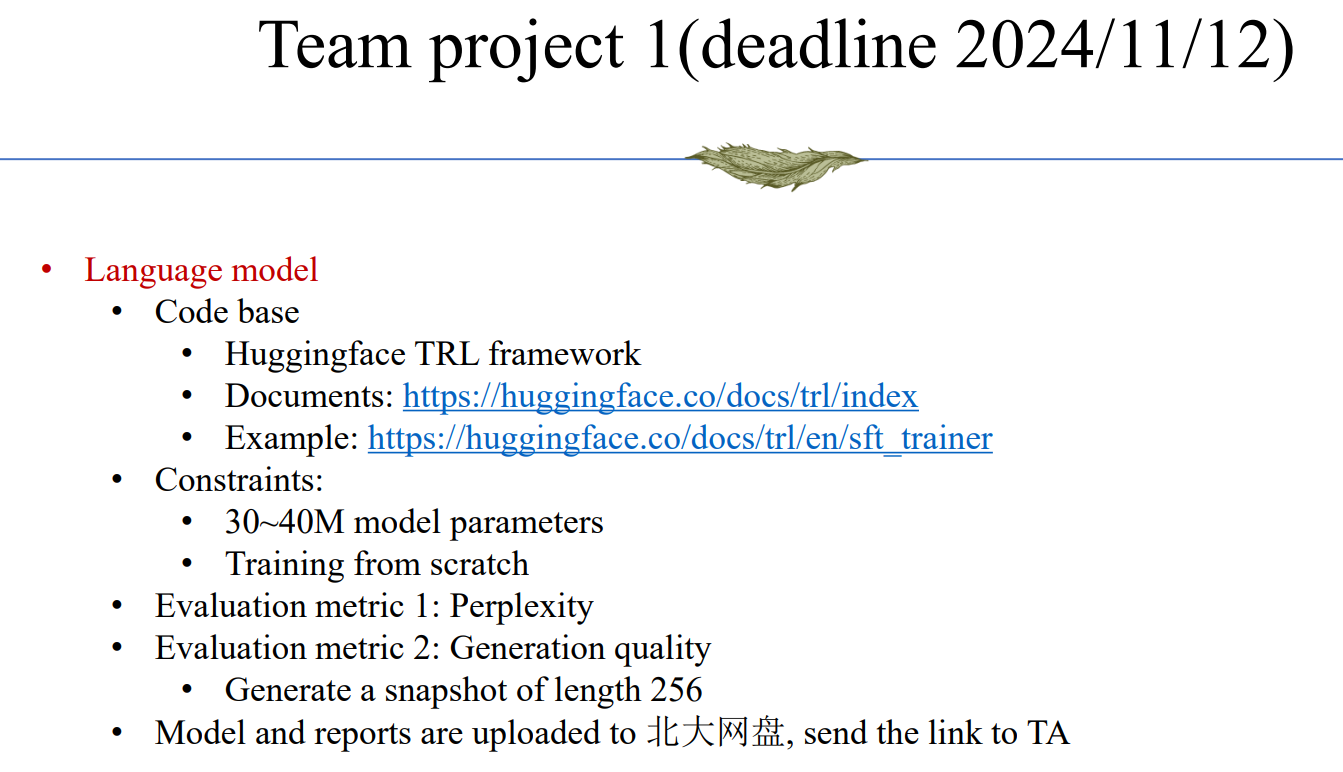 Team project 1(deadline 2024/11/12)
• Language model
• Code base
• Huggingface TRL framework
• Documents: https://huggingface.co/docs/trl/index
• Example: https://huggingface.co/docs/trl/en/sft_trainer
• Constraints:
• 30~40M model parameters
• Training from scratch
• Evaluation metric 1: Perplexity
• Evaluation metric 2: Generation quality
• Generate a snapshot of length 256
• Model and reports are uploaded to 北大网盘, send the link to TA